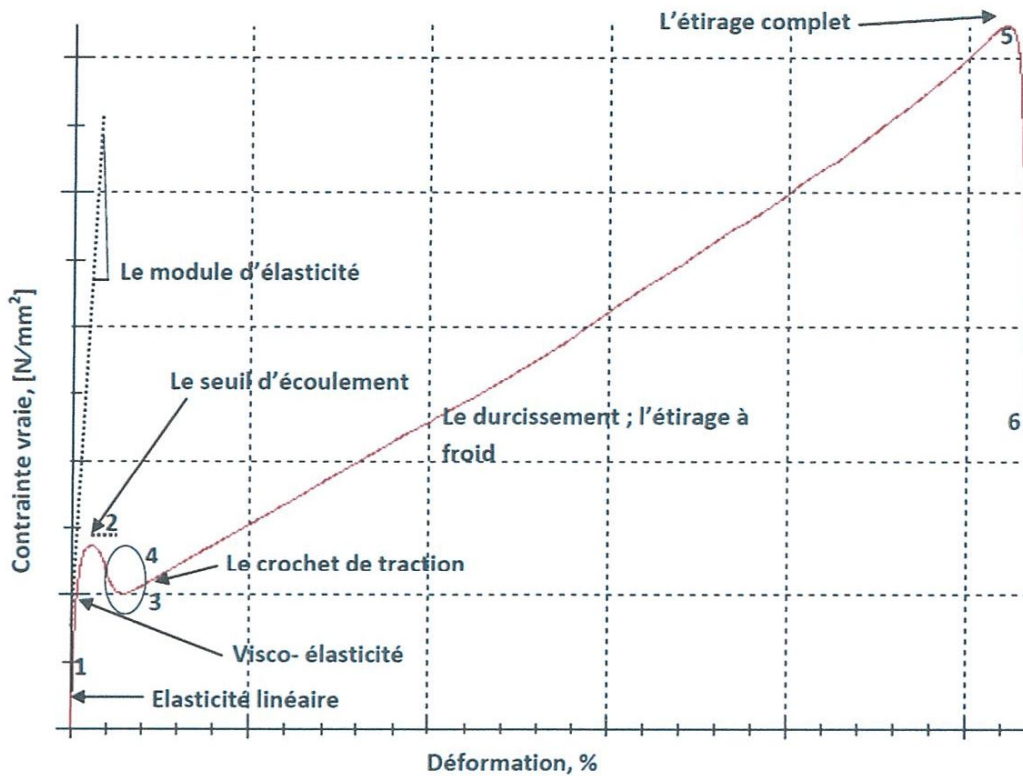 L'étirage complet
5
Le module d'élasticité
Le seuil d'écoulement
Le durcissement ; l'étirage à
froid
6
2
4
Le crochet de traction
3
Visco- élasticité
1
Elasticité linéaire
Contrainte vraie, [N/mm²]
Déformation, %